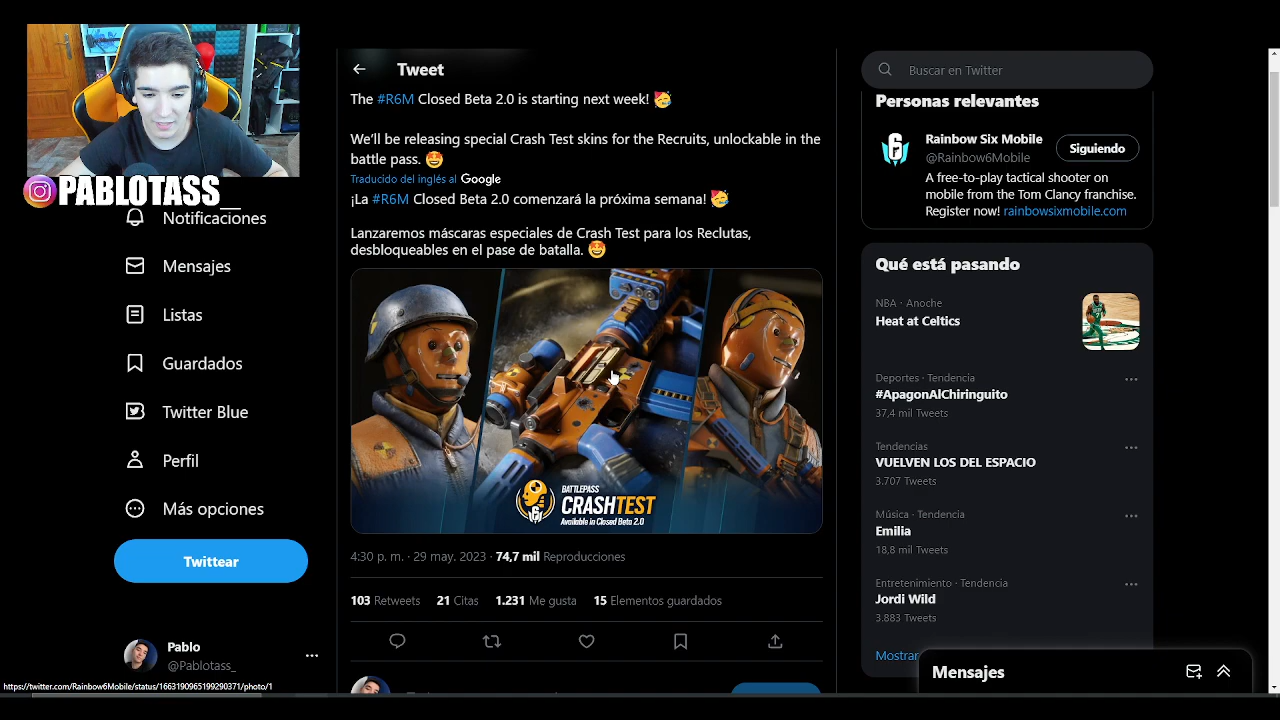 PABLOTASS_
Notificaciones
Mensajes
Listas
Guardados
Twitter Blue
Perfil
Más opciones
Twittear
Pablo
@Pablotass_
https://twitter.com/Rainbow6Mobile/status/1663190965199290371/photo/1
Tweet
The #R6M Closed Beta 2.0 is starting next week! 🥳
We'll be releasing special Crash Test skins for the Recruits, unlockable in the
battle pass. 🤩
Traducido del inglés al Google
¡La #R6M Closed Beta 2.0 comenzará la próxima semana! 🥳
Lanzaremos máscaras especiales de Crash Test para los Reclutas,
desbloqueables en el pase de batalla. 🤩
BATTLEPASS
CRASHTEST
Available in Closed Beta 2.0
4:30 p. m. · 29 may. 2023 · 74,7 mil Reproducciones
103 Retweets 21 Citas 1.231 Me gusta 15 Elementos guardados
Buscar en Twitter
Personas relevantes
Rainbow Six Mobile
@Rainbow6Mobile
Siguiendo
A free-to-play tactical shooter on
mobile from the Tom Clancy franchise.
Register now! rainbowsixmobile.com
Qué está pasando
NBA · Anoche
Heat at Celtics
Deportes · Tendencia
#ApagonAlChiringuito
37,4 mil Tweets
Tendencias
VUELVEN LOS DEL ESPACIO
3.707 Tweets
Música · Tendencia
Emilia
18,8 mil Tweets
Entretenimiento · Tendencia
Jordi Wild
3.883 Tweets
Mostrar
Mensajes